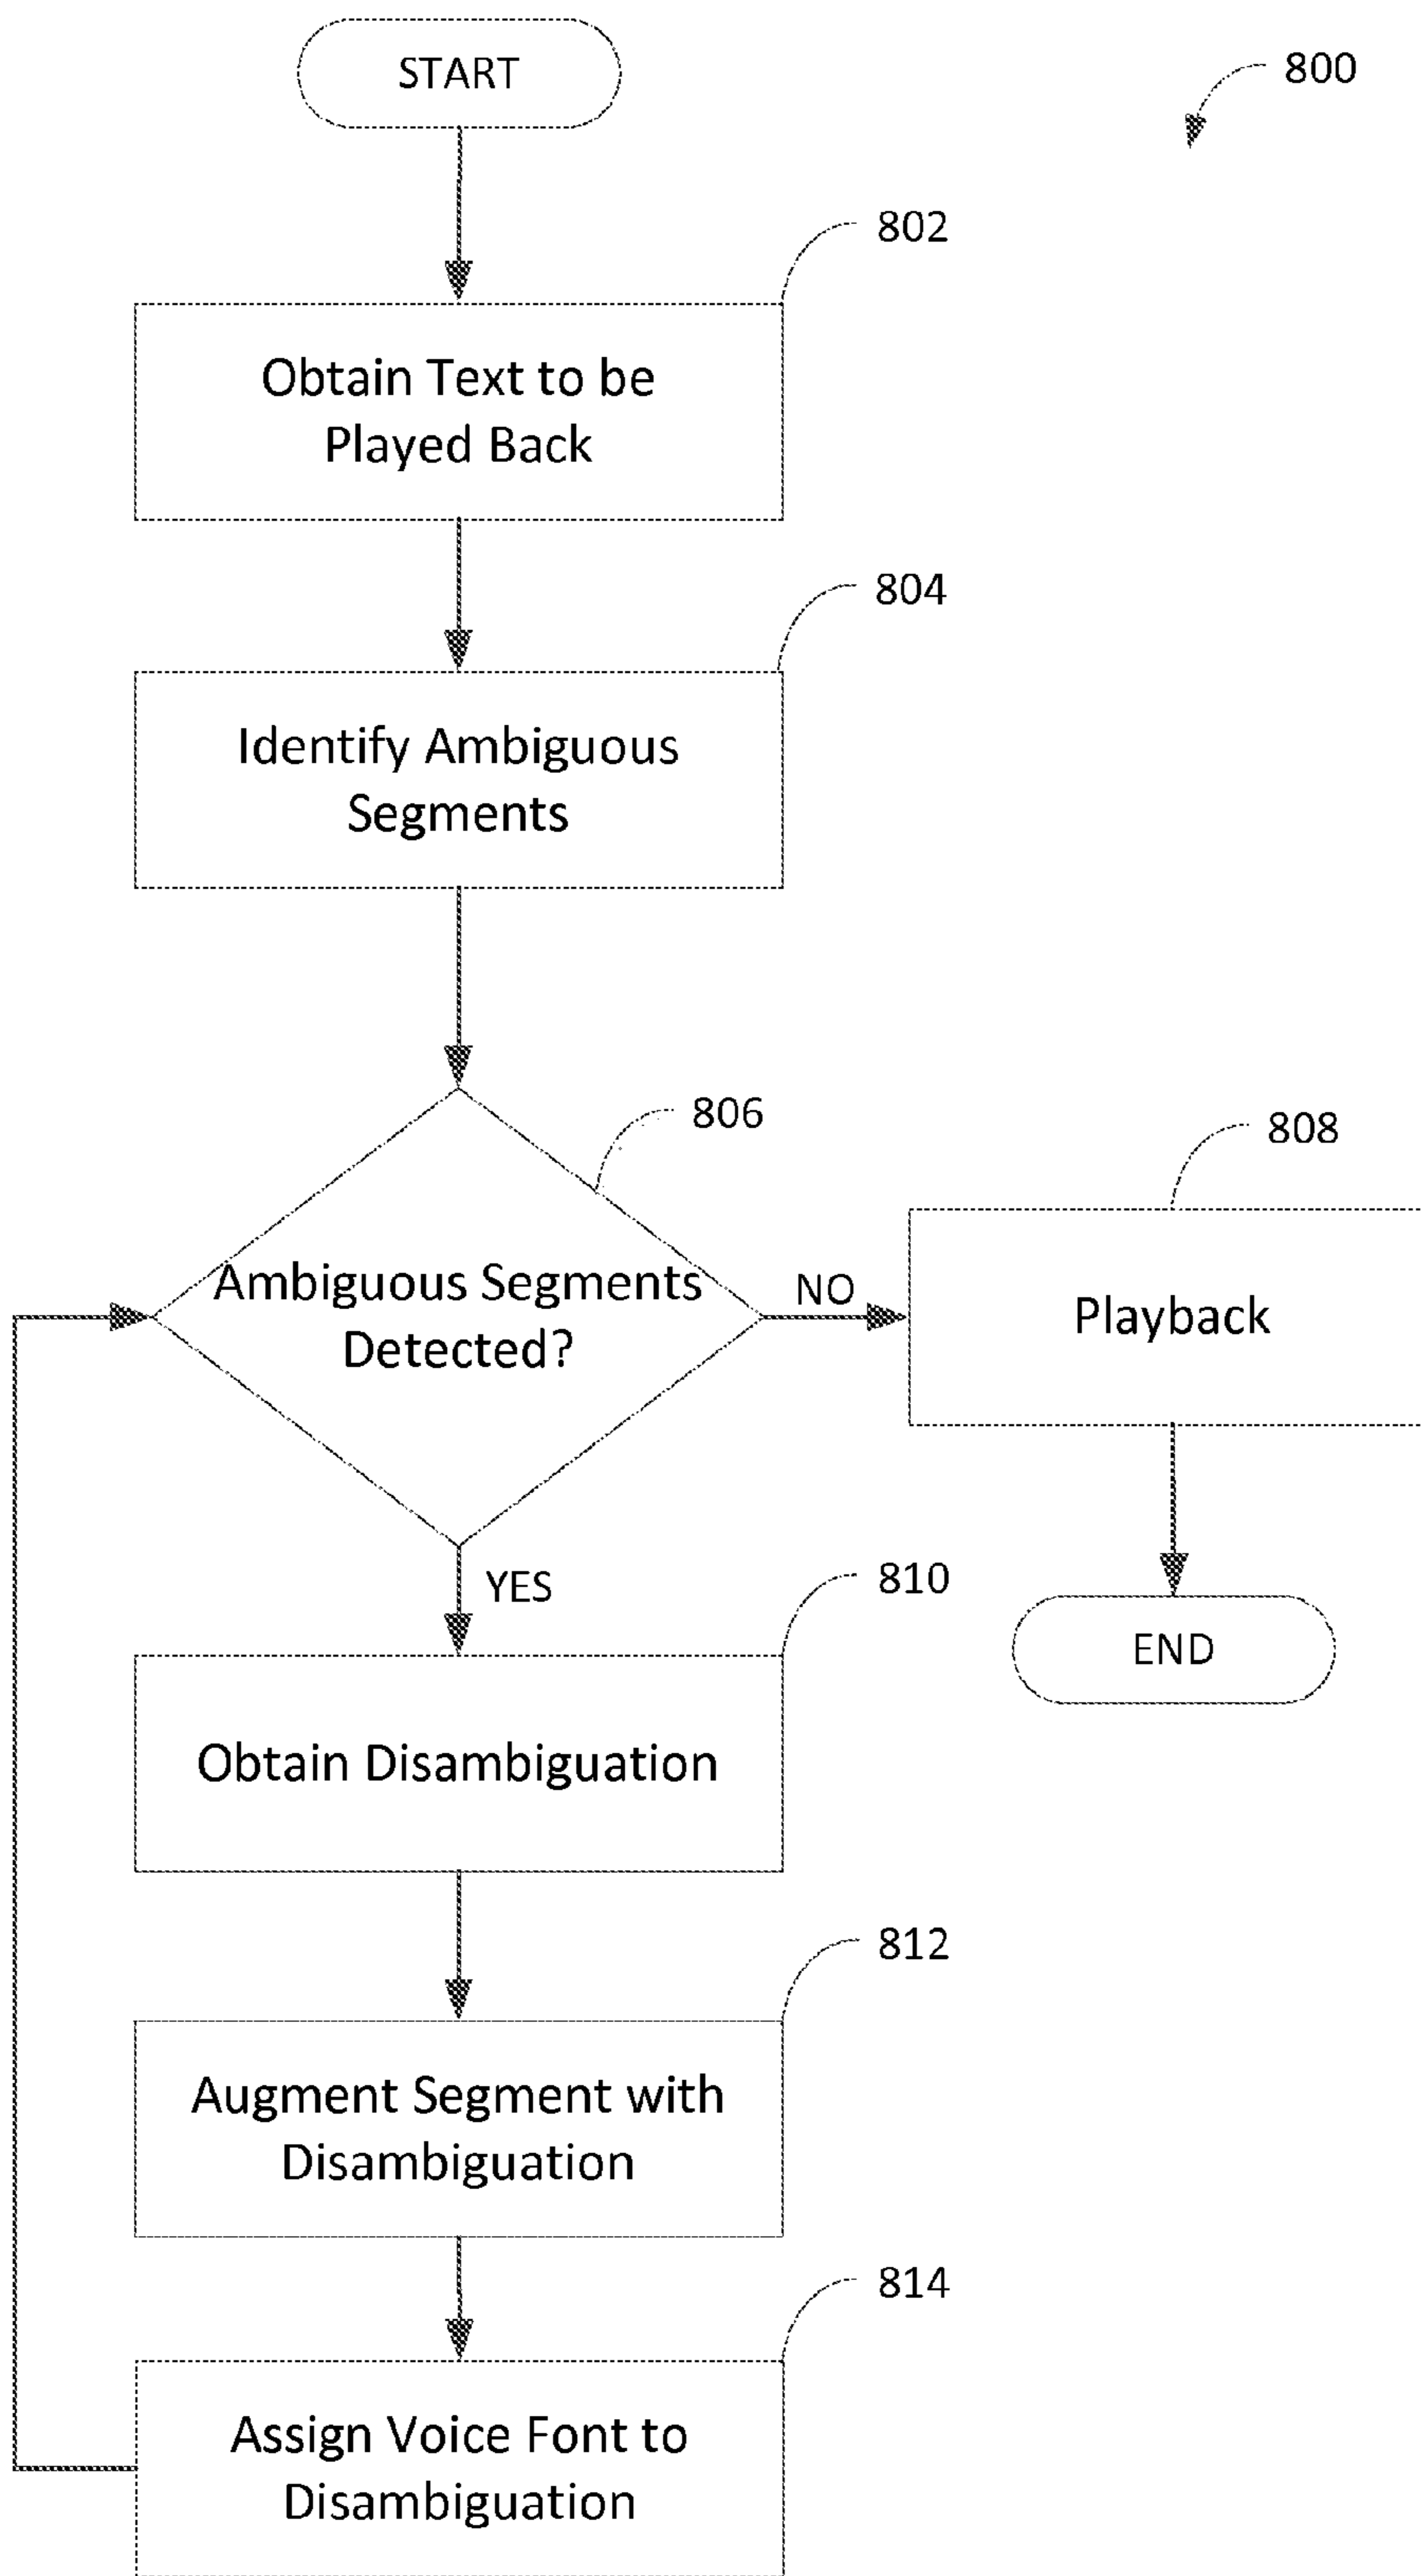 START
800
802
Obtain Text to be
Played Back
804
Identify Ambiguous
Segments
806
Ambiguous Segments
Detected?
NO
808
Playback
YES
END
810
Obtain Disambiguation
812
Augment Segment with
Disambiguation
814
Assign Voice Font to
Disambiguation